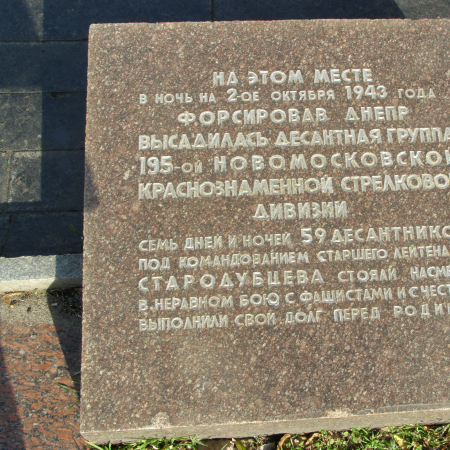 НА ЭТОМ МЕСТЕ
В НОЧЬ НА 2-ОЕ ОКТЯБРЯ 1943 ГОДА
ФОРСИРОВАВ ДНЕПР
ВЫСАДИЛАСЬ ДЕСАНТНАЯ ГРУППА
195-ОЙ НОВОМОСКОВСКОЙ
КРАСНОЗНАМЕННОЙ СТРЕЛКОВО
ДИВИЗИИ
СЕМЬ ДНЕЙ И НОЧЕЙ 59 ДЕСАНТНИКО
ПОД КОМАНДОВАНИЕМ СТАРШЕГО ЛЕЙТЕНА
СТАРОДУБЦЕВА СТОЯЛИ НАСМЕ
В НЕРАВНОМ БОЮ С ФАШИСТАМИ И С ЧЕСТ
ВЫПОЛНИЛИ СВОЙ ДОЛГ ПЕРЕД РОДИ